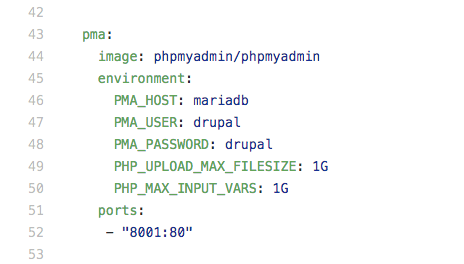 42
43 pma:
44 image: phpmyadmin/phpmyadmin
45 environment:
46 PMA_HOST: mariadb
47 PMA_USER: drupal
48 PMA_PASSWORD: drupal
49 PHP_UPLOAD_MAX_FILESIZE: 1G
50 PHP_MAX_INPUT_VARS: 1G
51 ports:
52 - "8001:80"
53